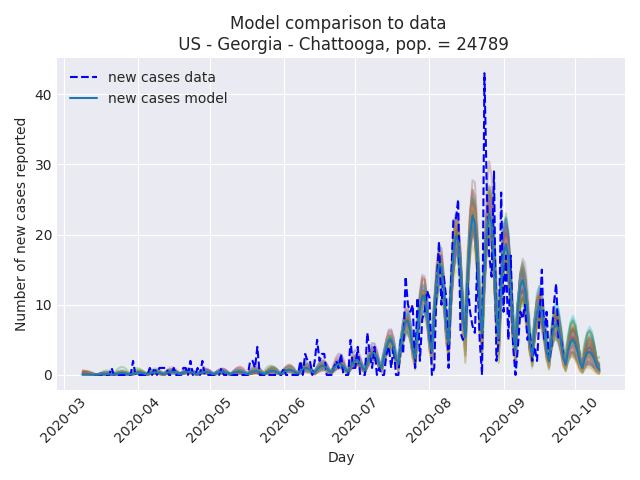 Model comparison to data
US - Georgia - Chattooga, pop. = 24789
new cases data
new cases model
Number of new cases reported
40
30
20
10
0
2020-03
2020-04
2020-05
2020-06
2020-07
2020-08
2020-09
2020-10
Day